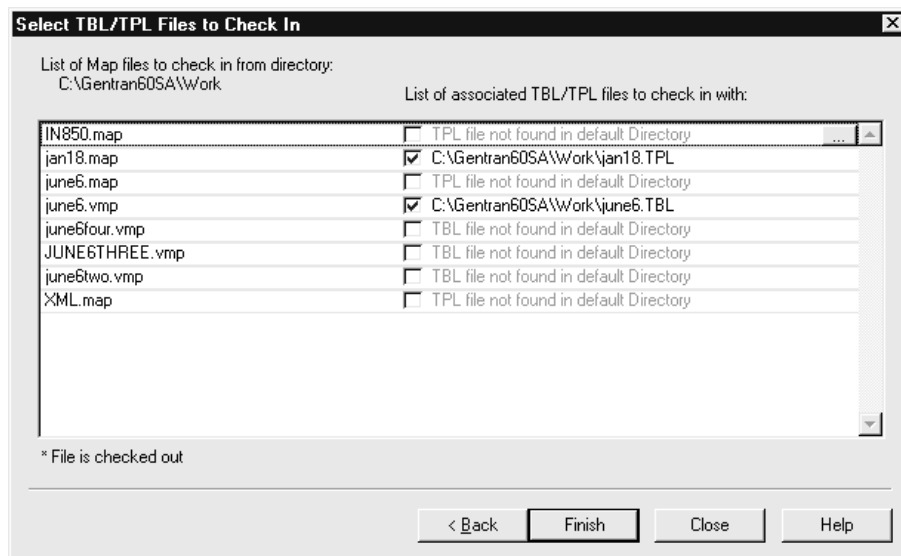 Select TBL/TPL Files to Check In
List of Map files to check in from directory:
C:\Gentran60SA\Work
List of associated TBL/TPL files to check in with:
IN850.map TPL file not found in default Directory ...
jan18.map C:\Gentran60SA\Work\jan18.TPL
june6.map TPL file not found in default Directory
june6.vmp C:\Gentran60SA\Work\june6.TBL
june6four.vmp TBL file not found in default Directory
JUNE6THREE.vmp TBL file not found in default Directory
june6two.vmp TBL file not found in default Directory
XML.map TPL file not found in default Directory
* File is checked out
< Back Finish Close Help